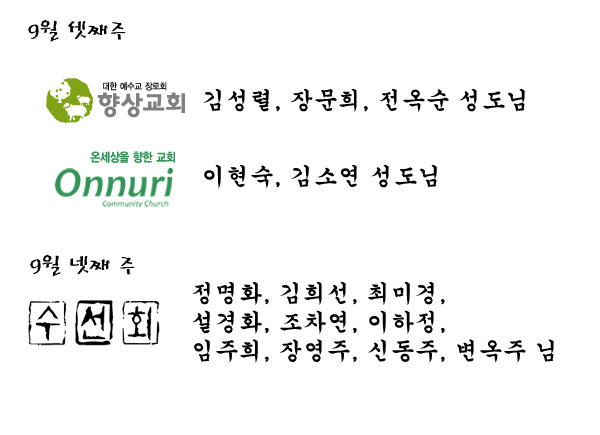 9월 셋째주
대한 예수교 장로회
향상교회
김성렬, 장문희, 전옥순 성도님
온세상을 향한 교회
Onnuri
Community Church
이현숙, 김소연 성도님
9월 넷째 주
수선회
정명화, 김희선, 최미경,
설경화, 조차연, 이하정,
임주희, 장영주, 신동주, 변옥주 님